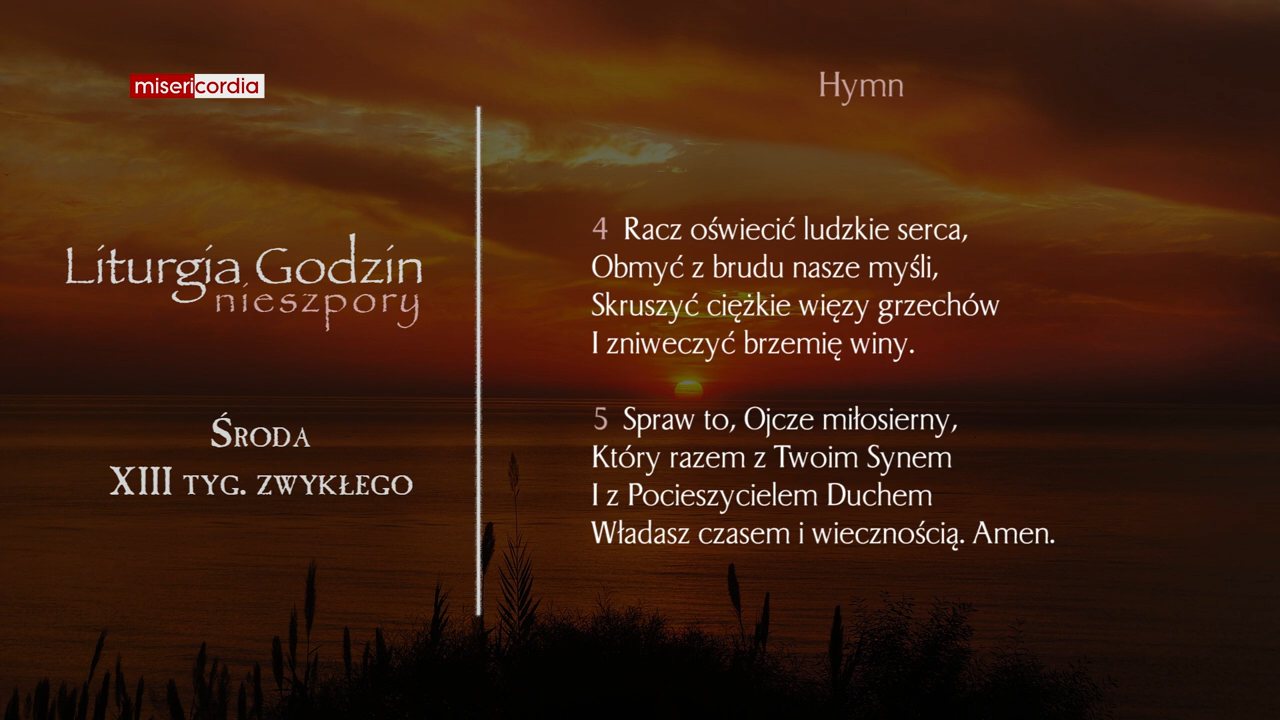 misericordia
Liturgia Godzin
nieszpory
Środa
XIII tyg. zwykłego
Hymn
4 Racz oświecić ludzkie serca,
Obmyć z brudu nasze myśli,
Skruszyć ciężkie więzy grzechów
I zniweczyć brzemię winy.
5 Spraw to, Ojcze miłosierny,
Który razem z Twoim Synem
I z Pocieszycielem Duchem
Władasz czasem i wiecznością. Amen.